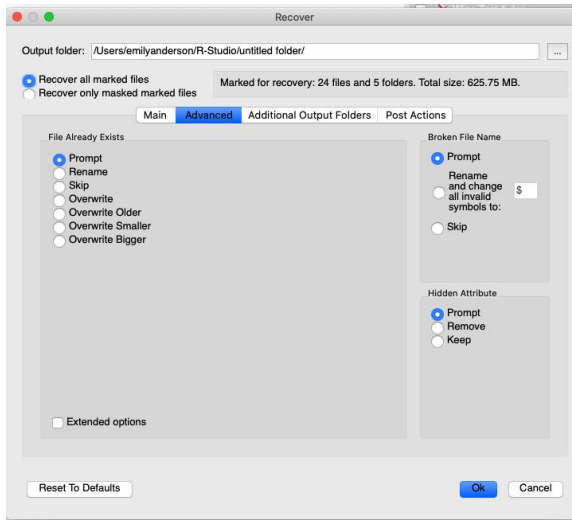 Recover
Output folder: /Users/emilyanderson/R-Studio/untitled folder/ ...
Recover all marked files
Recover only masked marked files
Marked for recovery: 24 files and 5 folders. Total size: 625.75 MB.
Main Advanced Additional Output Folders Post Actions
File Already Exists
Prompt
Rename
Skip
Overwrite
Overwrite Older
Overwrite Smaller
Overwrite Bigger
Extended options
Broken File Name
Prompt
Rename
and change
all invalid
symbols to:
$
Skip
Hidden Attribute
Prompt
Remove
Keep
Reset To Defaults
Ok
Cancel